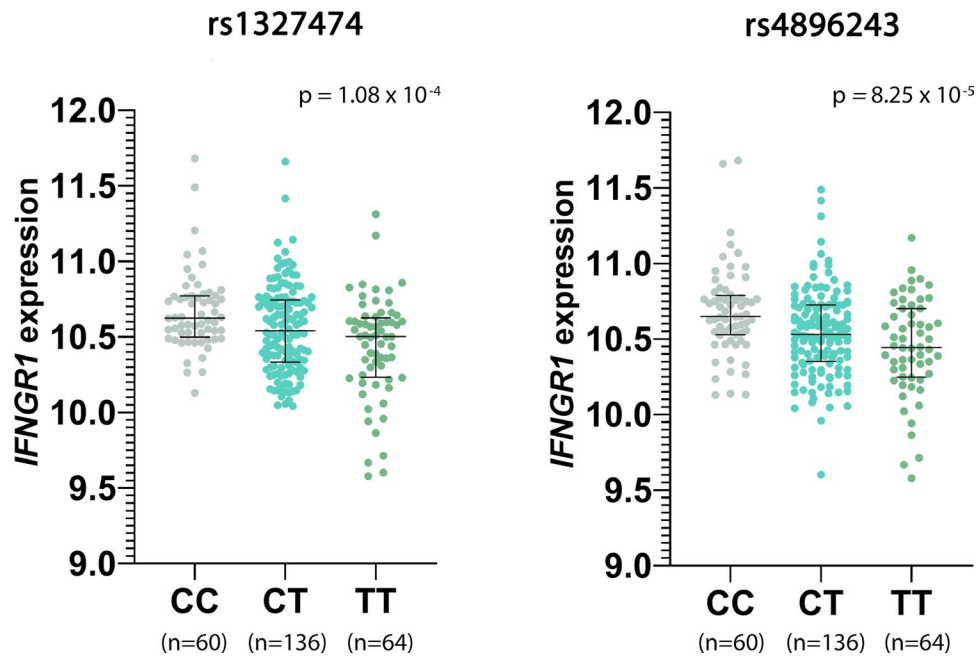 rs1327474
p = 1.08 x 10⁻⁴
IFNGR1 expression
12.0
11.5
11.0
10.5
10.0
9.5
9.0
CC CT TT
(n=60) (n=136) (n=64)
rs4896243
p = 8.25 x 10⁻⁵
IFNGR1 expression
12.0
11.5
11.0
10.5
10.0
9.5
9.0
CC CT TT
(n=60) (n=136) (n=64)